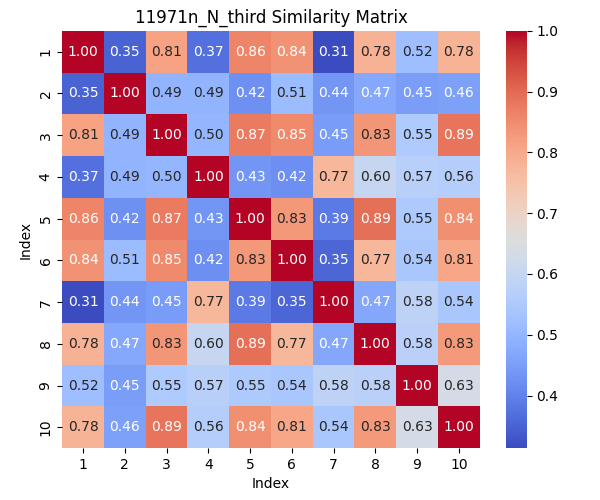 11971n_N_third Similarity Matrix
1 1.00 0.35 0.81 0.37 0.86 0.84 0.31 0.78 0.52 0.78
2 0.35 1.00 0.49 0.49 0.42 0.51 0.44 0.47 0.45 0.46
3 0.81 0.49 1.00 0.50 0.87 0.85 0.45 0.83 0.55 0.89
4 0.37 0.49 0.50 1.00 0.43 0.42 0.77 0.60 0.57 0.56
5 0.86 0.42 0.87 0.43 1.00 0.83 0.39 0.89 0.55 0.84
6 0.84 0.51 0.85 0.42 0.83 1.00 0.35 0.77 0.54 0.81
7 0.31 0.44 0.45 0.77 0.39 0.35 1.00 0.47 0.58 0.54
8 0.78 0.47 0.83 0.60 0.89 0.77 0.47 1.00 0.58 0.83
9 0.52 0.45 0.55 0.57 0.55 0.54 0.58 0.58 1.00 0.63
10 0.78 0.46 0.89 0.56 0.84 0.81 0.54 0.83 0.63 1.00
1 2 3 4 5 6 7 8 9 10
Index
Index
1.0
0.9
0.8
0.7
0.6
0.5
0.4